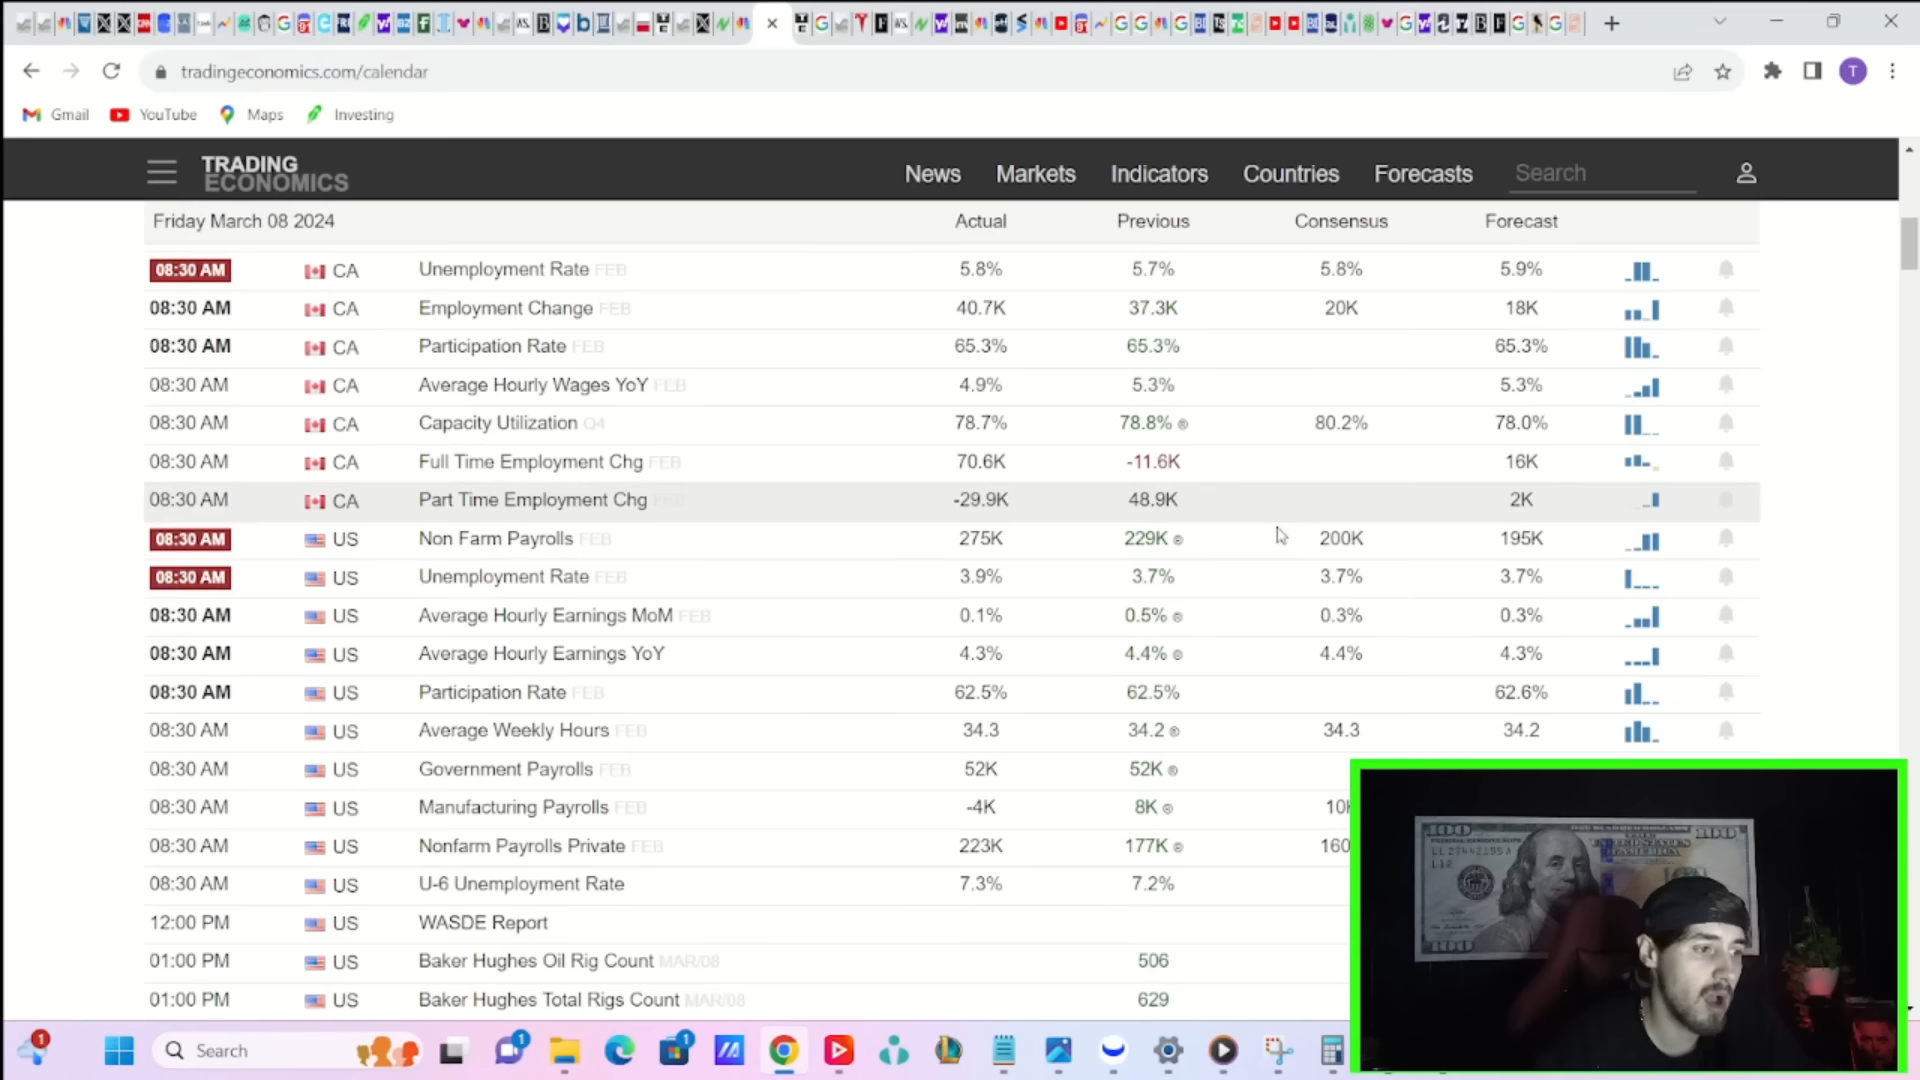 tradingeconomics.com/calendar
T
Gmail YouTube Maps Investing
TRADING
ECONOMICS
News Markets Indicators Countries Forecasts Search
Friday March 08 2024 Actual Previous Consensus Forecast
08:30 AM CA Unemployment Rate FEB 5.8% 5.7% 5.8% 5.9%
08:30 AM CA Employment Change FEB 40.7K 37.3K 20K 18K
08:30 AM CA Participation Rate FEB 65.3% 65.3% 65.3%
08:30 AM CA Average Hourly Wages YoY FEB 4.9% 5.3% 5.3%
08:30 AM CA Capacity Utilization Q4 78.7% 78.8% ® 80.2% 78.0%
08:30 AM CA Full Time Employment Chg FEB 70.6K -11.6K 16K
08:30 AM CA Part Time Employment Chg FEB -29.9K 48.9K 2K
08:30 AM US Non Farm Payrolls FEB 275K 229K ® 200K 195K
08:30 AM US Unemployment Rate FEB 3.9% 3.7% 3.7% 3.7%
08:30 AM US Average Hourly Earnings MoM FEB 0.1% 0.5% ® 0.3% 0.3%
08:30 AM US Average Hourly Earnings YoY 4.3% 4.4% ® 4.4% 4.3%
08:30 AM US Participation Rate FEB 62.5% 62.5% 62.6%
08:30 AM US Average Weekly Hours FEB 34.3 34.2 ® 34.3 34.2
08:30 AM US Government Payrolls FEB 52K 52K ®
08:30 AM US Manufacturing Payrolls FEB -4K 8K ® 10K
08:30 AM US Nonfarm Payrolls Private FEB 223K 177K ® 160
08:30 AM US U-6 Unemployment Rate 7.3% 7.2%
12:00 PM US WASDE Report
01:00 PM US Baker Hughes Oil Rig Count MAR/08 506
01:00 PM US Baker Hughes Total Rigs Count MAR/08 629
100 100
100
1 Search 1 1